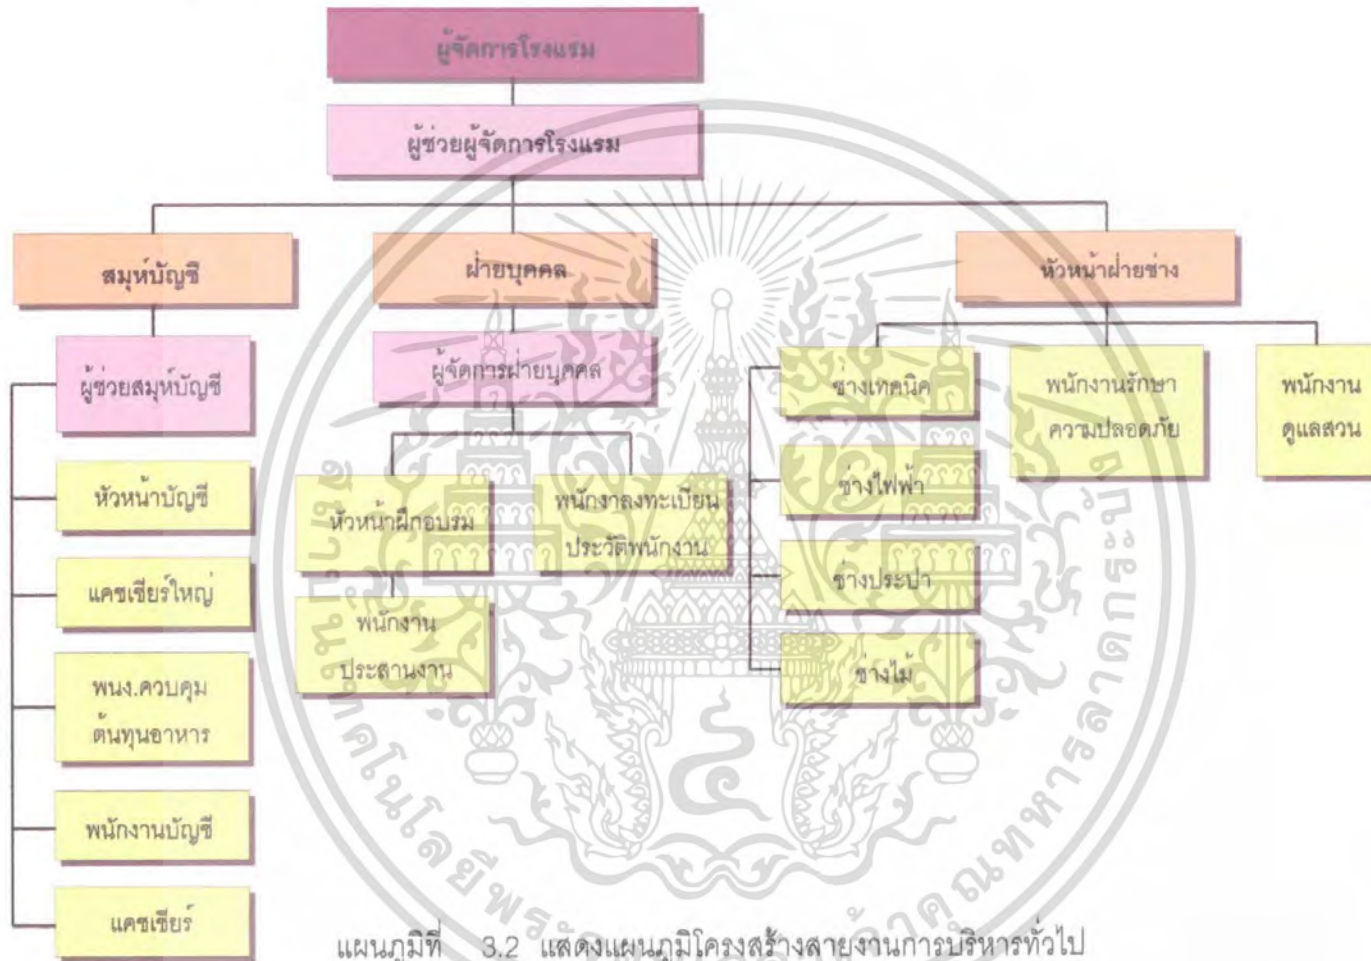 ผู้จัดการโรงแรม
ผู้ช่วยผู้จัดการโรงแรม
สมุห์บัญชี
ฝ่ายบุคคล
หัวหน้าฝ่ายช่าง
ผู้ช่วยสมุห์บัญชี
ผู้จัดการฝ่ายบุคคล
ช่างเทคนิค
พนักงานรักษา
ความปลอดภัย
พนักงาน
ดูแลสวน
หัวหน้าบัญชี
หัวหน้าฝึกอบรม
พนักงาลงทะเบียน
ประวัติพนักงาน
ช่างไฟฟ้า
แคชเชียร์ใหญ่
พนักงาน
ประสานงาน
ช่างประปา
พนง.ควบคุม
ต้นทุนอาหาร
ช่างไม้
พนักงานบัญชี
แคชเชียร์
แผนภูมิที่ 3.2 แสดงแผนภูมิโครงสร้างสายงานการบริหารทั่วไป